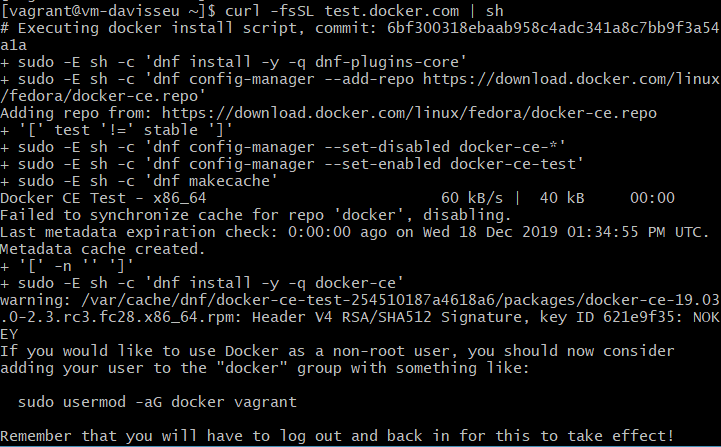 [vagrant@vm-davisseu ~]$ curl -fsSL test.docker.com | sh
# Executing docker install script, commit: 6bf300318ebaab958c4adc341a8c7bb9f3a54
a1a
+ sudo -E sh -c 'dnf install -y -q dnf-plugins-core'
+ sudo -E sh -c 'dnf config-manager --add-repo https://download.docker.com/linux
/fedora/docker-ce.repo'
Adding repo from: https://download.docker.com/linux/fedora/docker-ce.repo
+ '[' test '!=' stable ']'
+ sudo -E sh -c 'dnf config-manager --set-disabled docker-ce-*'
+ sudo -E sh -c 'dnf config-manager --set-enabled docker-ce-test'
+ sudo -E sh -c 'dnf makecache'
Docker CE Test - x86_64                         60 kB/s |  40 kB     00:00
Failed to synchronize cache for repo 'docker', disabling.
Last metadata expiration check: 0:00:00 ago on Wed 18 Dec 2019 01:34:55 PM UTC.
Metadata cache created.
+ '[' -n '' ']'
+ sudo -E sh -c 'dnf install -y -q docker-ce'
warning: /var/cache/dnf/docker-ce-test-254510187a4618a6/packages/docker-ce-19.03
.0-2.3.rc3.fc28.x86_64.rpm: Header V4 RSA/SHA512 Signature, key ID 621e9f35: NOK
EY
If you would like to use Docker as a non-root user, you should now consider
adding your user to the "docker" group with something like:
  sudo usermod -aG docker vagrant
Remember that you will have to log out and back in for this to take effect!